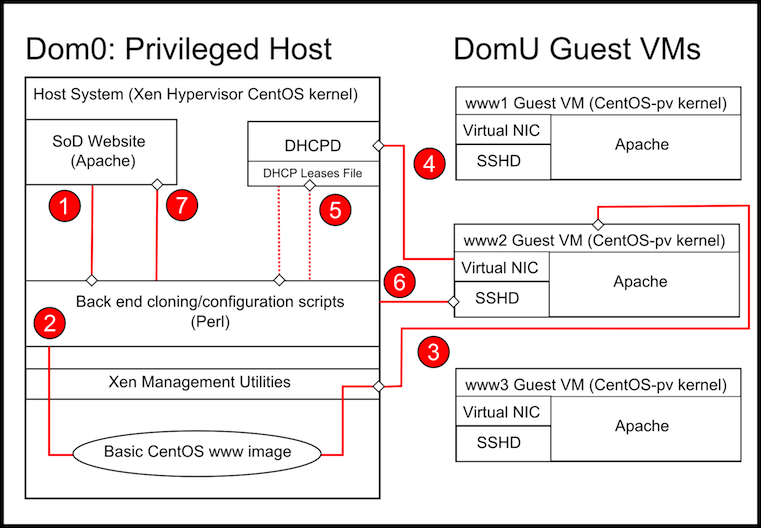 Dom0: Privileged Host
DomU Guest VMs
Host System (Xen Hypervisor CentOS kernel)
SoD Website
(Apache)
DHCPD
DHCP Leases File
1
7
5
4
6
2
3
Back end cloning/configuration scripts
(Perl)
Xen Management Utilities
Basic CentOS www image
www1 Guest VM (CentOS-pv kernel)
Virtual NIC
SSHD
Apache
www2 Guest VM (CentOS-pv kernel)
Virtual NIC
SSHD
Apache
www3 Guest VM (CentOS-pv kernel)
Virtual NIC
SSHD
Apache